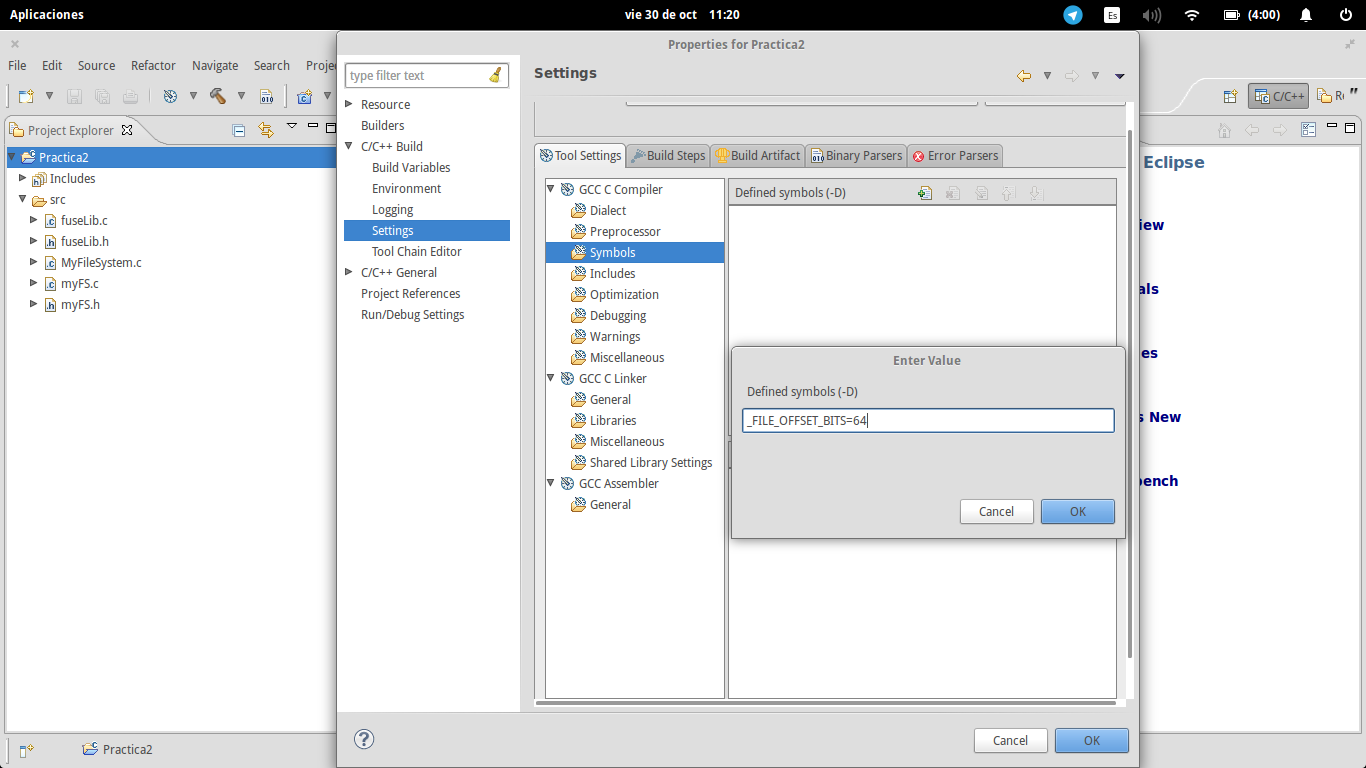 Aplicaciones
vie 30 de oct 11:20
Es
(4:00)
Properties for Practica2
File Edit Source Refactor Navigate Search
C/C++
Project Explorer
Practica2
Includes
src
fuseLib.c
fuseLib.h
MyFileSystem.c
myFS.c
myFS.h
Practica2
type filter text
Resource
Builders
C/C++ Build
Build Variables
Environment
Logging
Settings
Tool Chain Editor
C/C++ General
Project References
Run/Debug Settings
Settings
Tool Settings Build Steps Build Artifact Binary Parsers Error Parsers
GCC C Compiler
Dialect
Preprocessor
Symbols
Includes
Optimization
Debugging
Warnings
Miscellaneous
GCC C Linker
General
Libraries
Miscellaneous
Shared Library Settings
GCC Assembler
General
Defined symbols (-D)
Enter Value
Defined symbols (-D)
_FILE_OFFSET_BITS=64
Cancel OK
Cancel OK
Eclipse
New